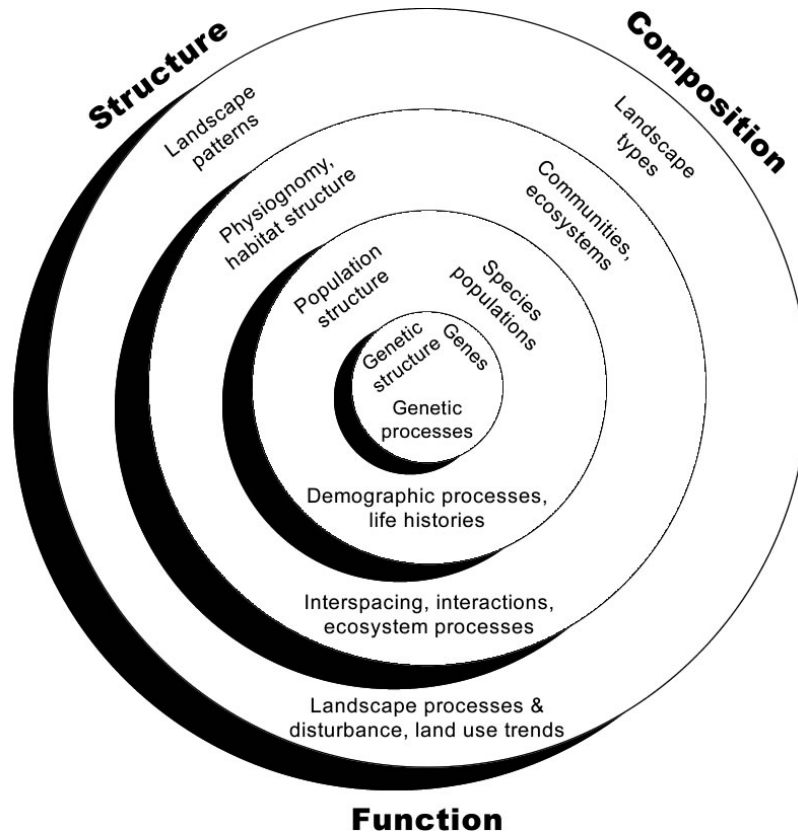 Structure
Composition
Landscape
patterns
Landscape
types
Physiognomy,
habitat structure
Communities,
ecosystems
Population
structure
Species
populations
Genetic
structure
Genes
Genetic
processes
Demographic processes,
life histories
Interspacing, interactions,
ecosystem processes
Landscape processes &
disturbance, land use trends
Function